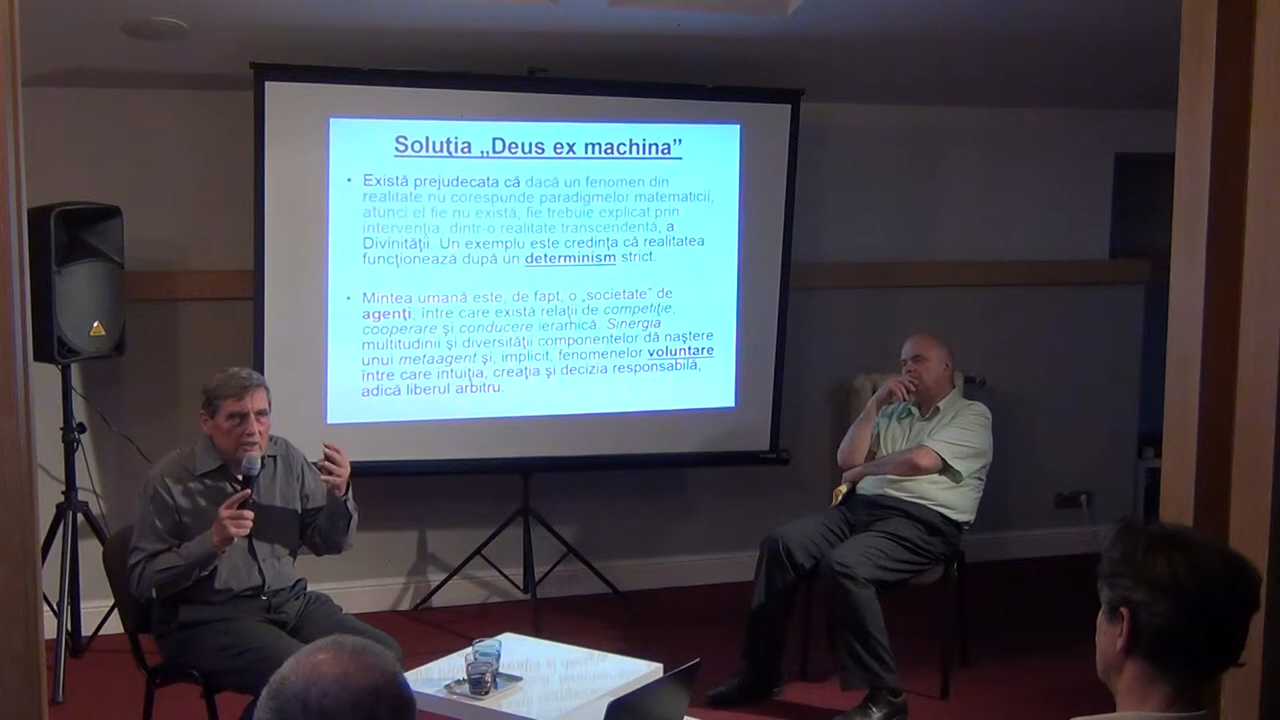 Soluţia „Deus ex machina”
• Există prejudecata că dacă un fenomen din
realitate nu corespunde paradigmelor matematicii,
atunci el fie nu există, fie trebuie explicat prin
intervenţia, dintr-o realitate transcendentă, a
Divinităţii. Un exemplu este credinţa că realitatea
funcţionează după un determinism strict.
• Mintea umană este, de fapt, o „societate” de
agenţi, între care există relaţii de competiţie,
cooperare şi conducere ierarhică. Sinergia
multitudinii şi diversităţii componentelor dă naştere
unui metaagent şi, implicit, fenomenelor voluntare
între care intuiţia, creaţia şi decizia responsabilă,
adică liberul arbitru.